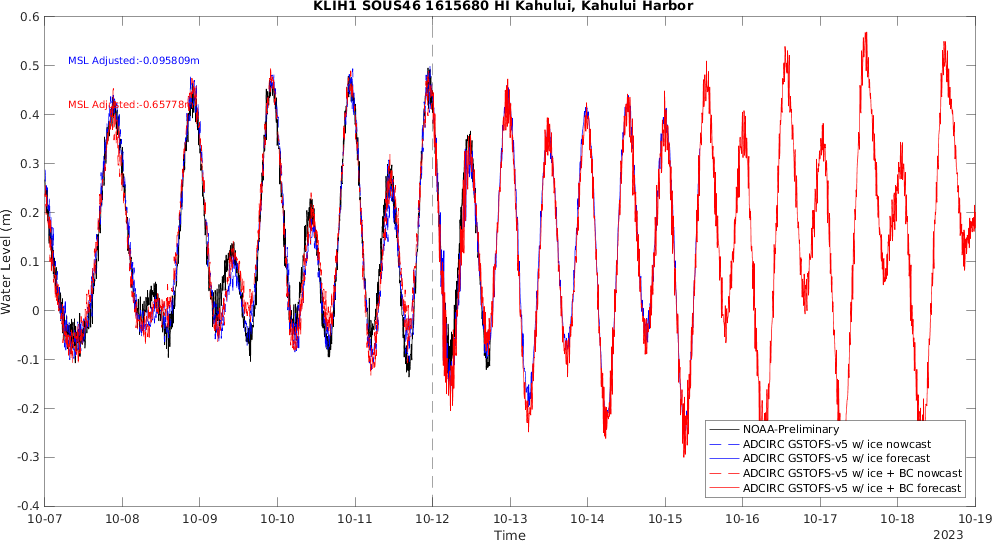 KLIH1 SOUS46 1615680 HI Kahului, Kahului Harbor
0.6
0.5
0.4
0.3
0.2
0.1
0
-0.1
-0.2
-0.3
-0.4
Water Level (m)
MSL Adjusted:-0.095809m
MSL Adjusted:-0.65778m
NOAA-Preliminary
ADCIRC GSTOFS-v5 w/ ice nowcast
ADCIRC GSTOFS-v5 w/ ice forecast
ADCIRC GSTOFS-v5 w/ ice + BC nowcast
ADCIRC GSTOFS-v5 w/ ice + BC forecast
10-07 10-08 10-09 10-10 10-11 10-12 10-13 10-14 10-15 10-16 10-17 10-18 10-19
Time
2023